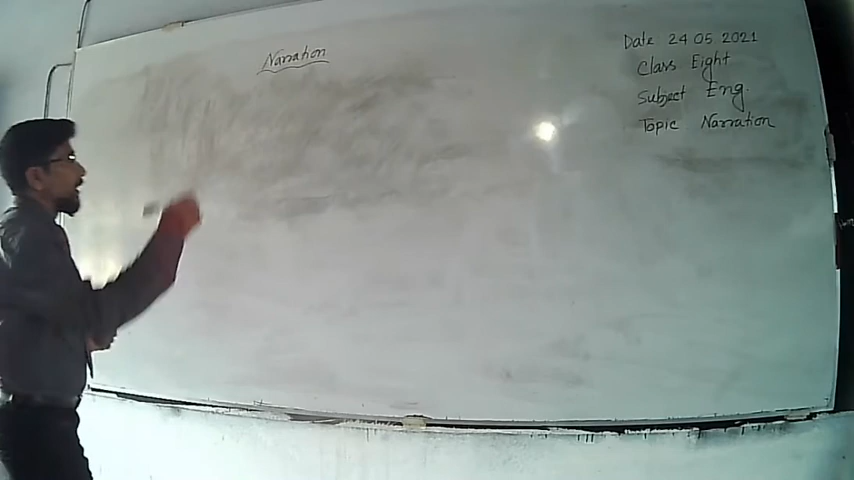 Narration
Date 24 05 2021
Class Eight
Subject Eng.
Topic Narration